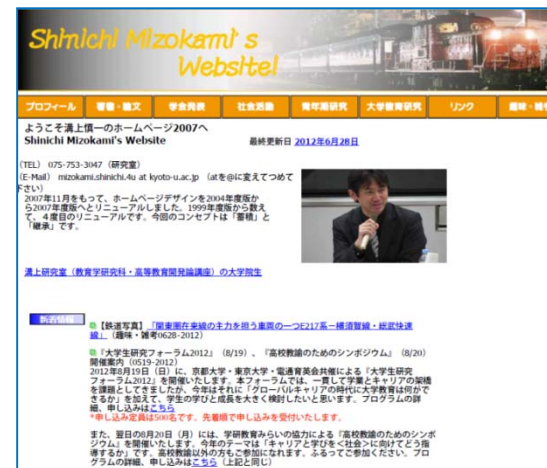 Shinichi Mizokami's
Website!
プロフィール 著書・論文 学会発表 社会活動 青年期研究 大学教育研究 リンク 趣味・雑
ようこそ溝上慎一のホームページ2007へ
Shinichi Mizokami's Website 最終更新日 2012年6月28日
(TEL) 075-753-3047（研究室）
(E-Mail) mizokami.shinichi.4u at kyoto-u.ac.jp （atを@に変えてつめて
下さい）
2007年11月をもって、ホームページデザインを2004年度版か
ら2007年度版へとリニューアルしました。1999年度版から数え
て、４度目のリニューアルです。今回のコンセプトは「蓄積」と
「継承」です。
溝上研究室（教育学研究科・高等教育開発論講座）の大学院生
新着情報
【鉄道写真】「関東圏在来線の主力を担う車両の一つE217系－横須賀線・総武快速
線」（趣味・雑考0628-2012）
『大学生研究フォーラム2012』（8/19）、『高校教諭のためのシンポジウム』（8/20）
開催案内（0519-2012）
2012年8月19日（日）に、京都大学・東京大学・電通育英会共催による『大学生研究
フォーラム2012』を開催いたします。本フォーラムでは、一貫して学業とキャリアの架橋
を課題としてきましたが、今年はそれに「グローバルキャリアの時代に大学教育は何がで
きるか」を加えて、学生の学びと成長を大きく検討したいと思います。プログラムの詳
細、申し込みはこちら
*申し込み定員は500名です。先着順で申し込みを受付いたします。
また、翌日の8月20日（月）には、学研教育みらいの協力による『高校教諭のためのシンポ
ジウム』を開催いたします。今年のテーマは「キャリアと学びを<社会>に向けてどう指
導するか」です。高校教諭以外の方もご参加になれます。ふるってご参加ください。プロ
グラムの詳細、申し込みはこちら（上記と同じ）